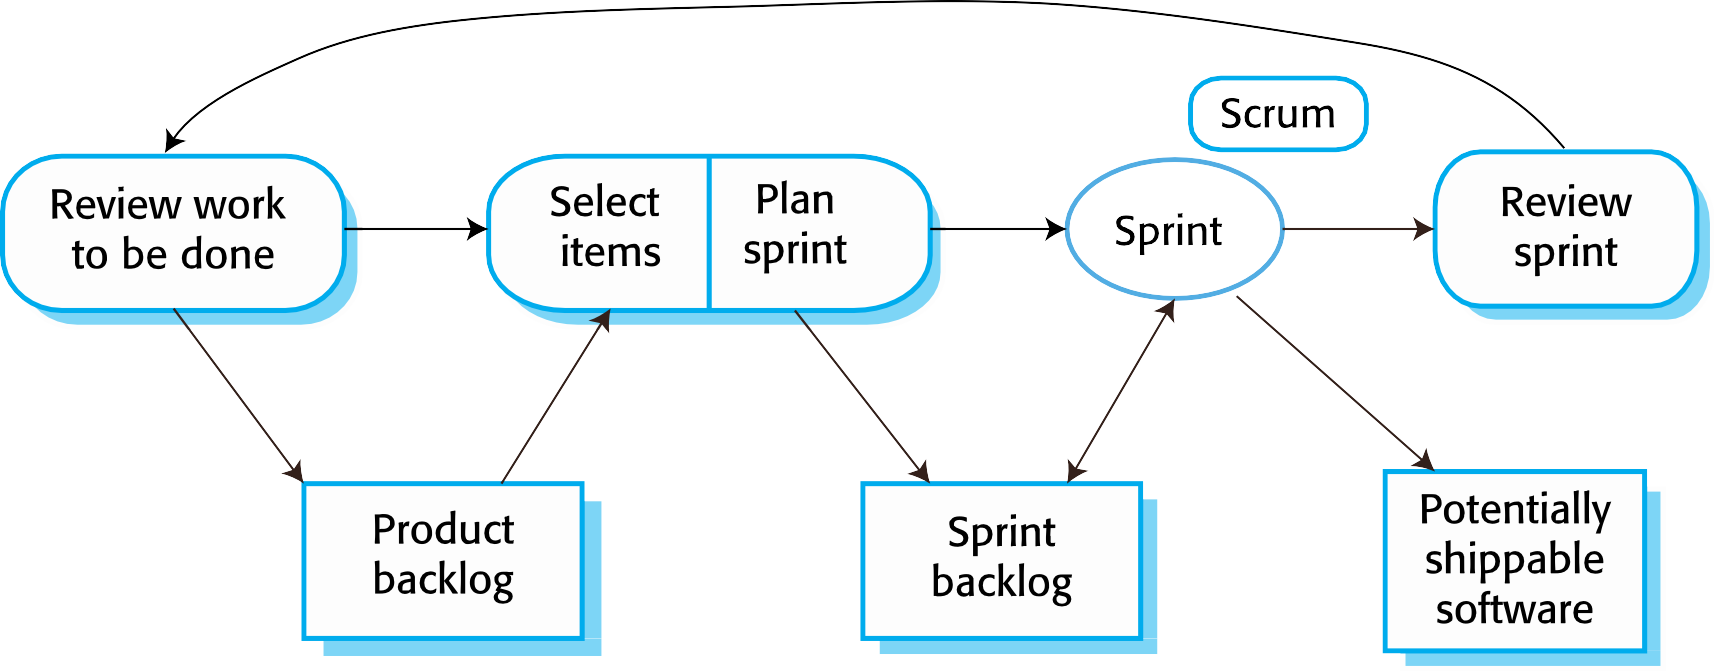 Scrum
Review work
to be done
Select
items
Plan
sprint
Sprint
Review
sprint
Product
backlog
Sprint
backlog
Potentially
shippable
software